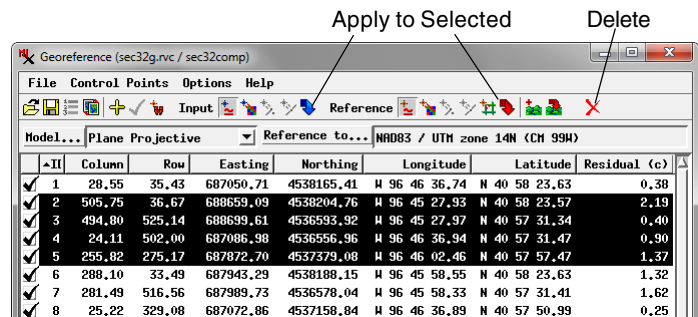 Apply to Selected Delete
Georeference (sec32g.rvc / sec32comp)
File Control Points Options Help
Input Reference
Model... Plane Projective Reference to... NAD83 / UTM zone 14N (CM 99W)
ID Column Row Easting Northing Longitude Latitude Residual (c)
1 28.55 35.43 687050.71 4538165.41 W 96 46 36.74 N 40 58 23.63 0.38
2 505.75 36.67 688659.09 4538204.76 W 96 45 27.93 N 40 58 23.57 2.19
3 494.80 525.14 688699.61 4536593.92 W 96 45 27.97 N 40 57 31.34 0.40
4 24.11 502.00 687086.98 4536556.96 W 96 46 36.94 N 40 57 31.47 0.90
5 255.82 275.17 687872.70 4537379.08 W 96 46 02.46 N 40 57 57.47 1.37
6 288.10 33.49 687943.29 4538188.15 W 96 45 58.55 N 40 58 23.63 1.32
7 281.49 516.56 687989.73 4536578.04 W 96 45 58.33 N 40 57 31.41 1.62
8 25.22 329.08 687072.86 4537158.84 W 96 46 36.89 N 40 57 50.99 0.25